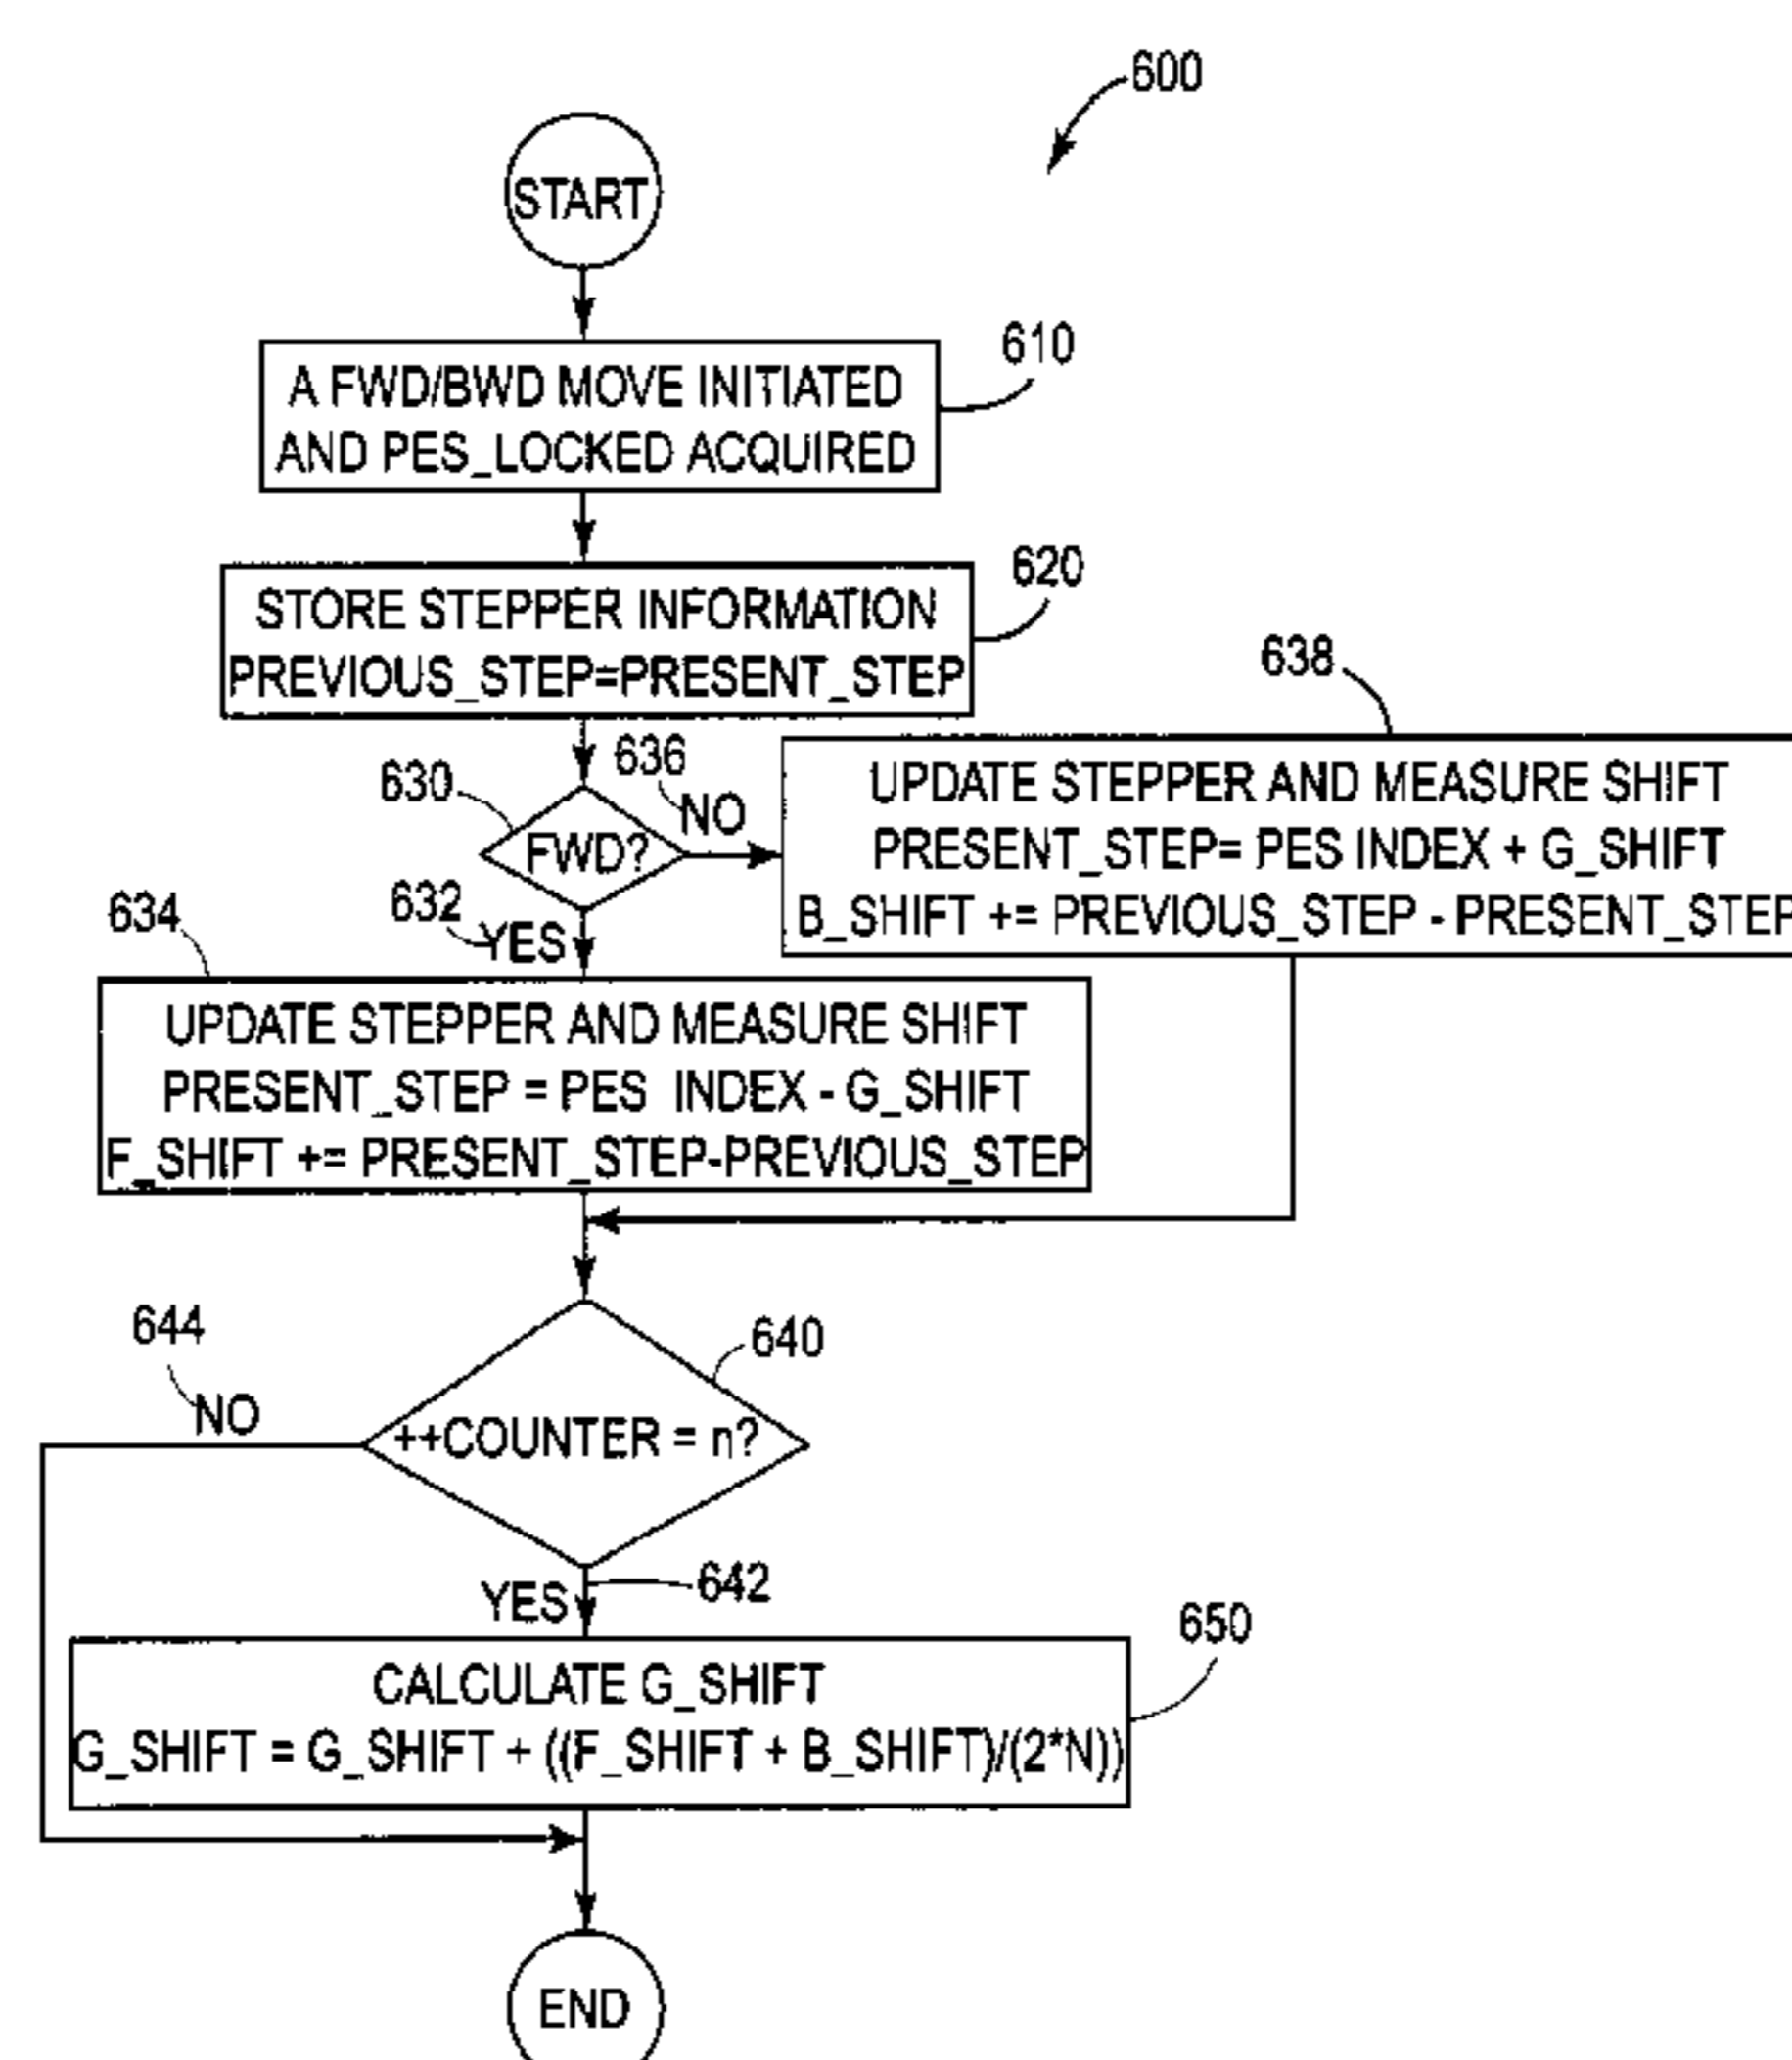 600
START
610
A FWD/BWD MOVE INITIATED
AND PES_LOCKED ACQUIRED
620
STORE STEPPER INFORMATION
PREVIOUS_STEP=PRESENT_STEP
638
636
630
NO
FWD?
UPDATE STEPPER AND MEASURE SHIFT
PRESENT_STEP= PES INDEX + G_SHIFT
B_SHIFT += PREVIOUS_STEP - PRESENT_STEP
632
YES
634
UPDATE STEPPER AND MEASURE SHIFT
PRESENT_STEP = PES INDEX - G_SHIFT
F_SHIFT += PRESENT_STEP-PREVIOUS_STEP
644
NO
640
++COUNTER = n?
642
YES
650
CALCULATE G_SHIFT
G_SHIFT = G_SHIFT + ((F_SHIFT + B_SHIFT)/(2*N))
END